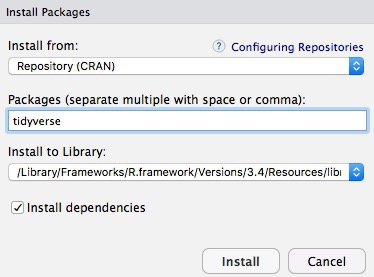 Install Packages
Install from:
? Configuring Repositories
Repository (CRAN)
Packages (separate multiple with space or comma):
tidyverse
Install to Library:
/Library/Frameworks/R.framework/Versions/3.4/Resources/libr
Install dependencies
Install
Cancel